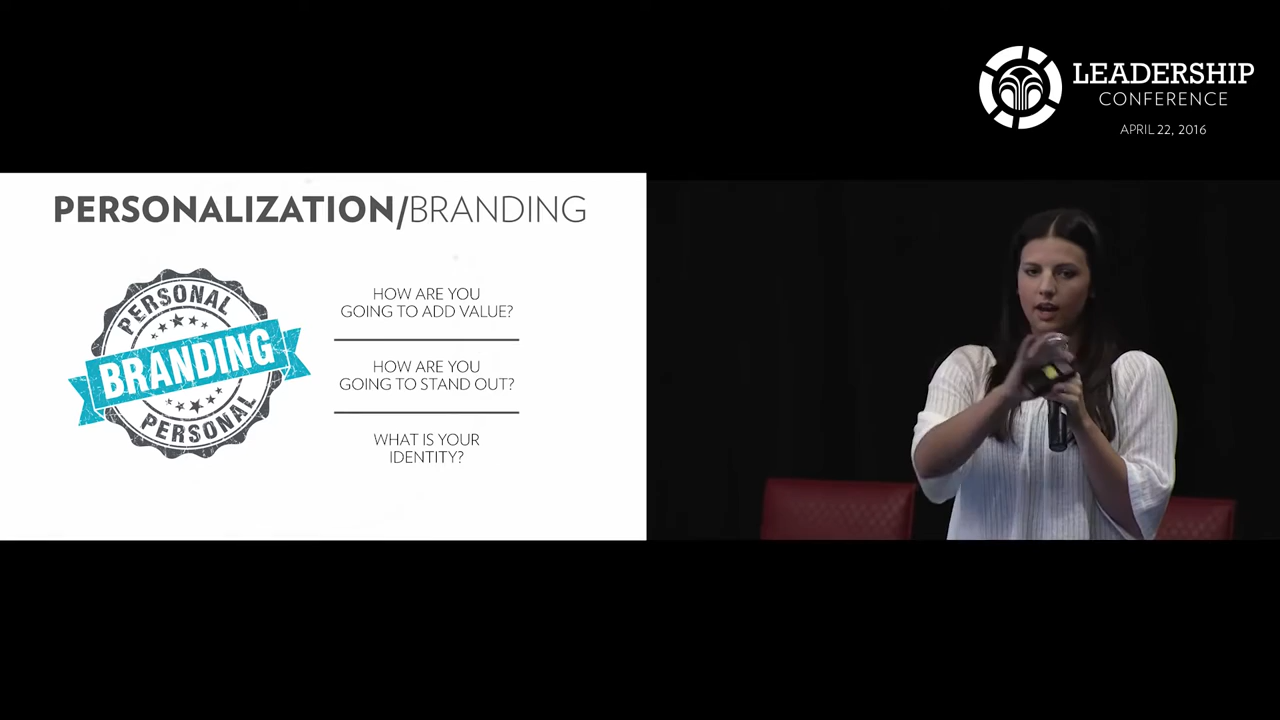 LEADERSHIP
CONFERENCE
APRIL 22, 2016
PERSONALIZATION/BRANDING
PERSONAL
BRANDING
PERSONAL
HOW ARE YOU
GOING TO ADD VALUE?
HOW ARE YOU
GOING TO STAND OUT?
WHAT IS YOUR
IDENTITY?